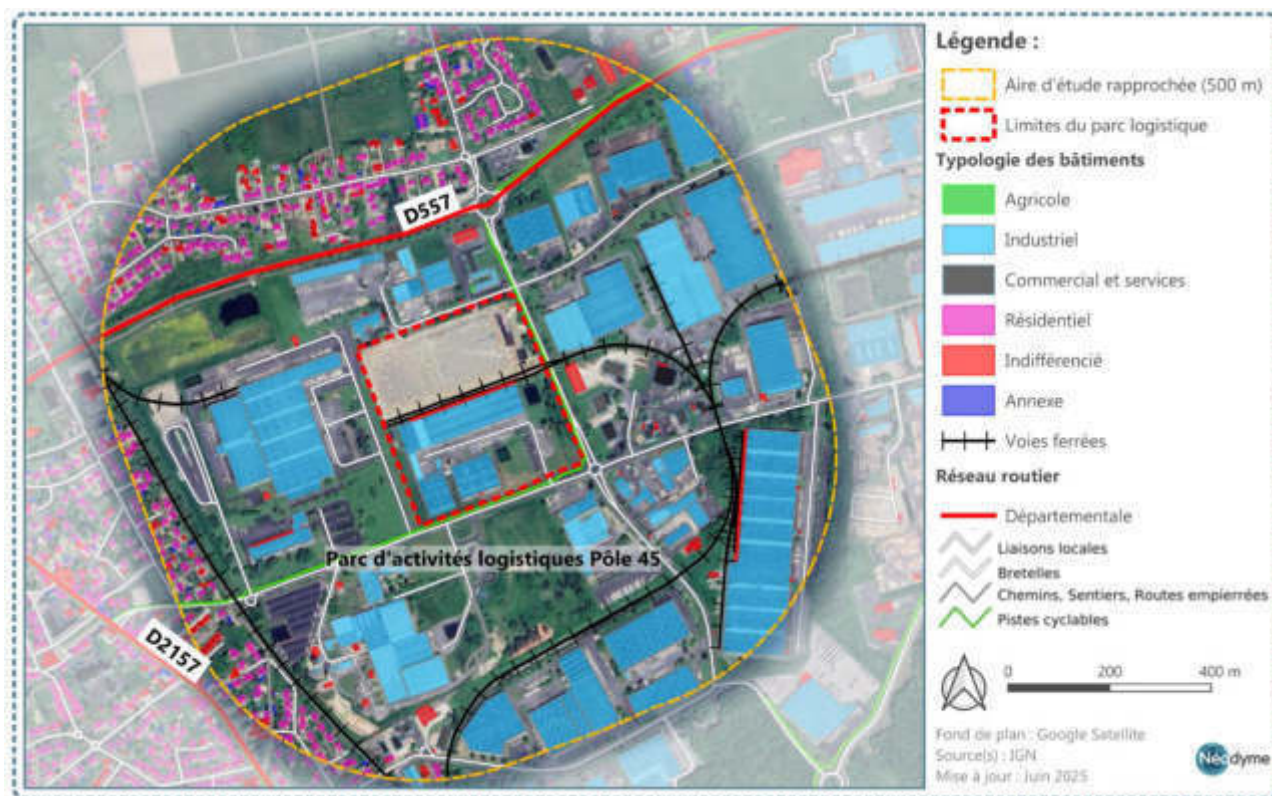 D557
Parc d'activités logistiques Pôle 45
D2157
Légende :
Aire d'étude rapprochée (500 m)
Limites du parc logistique
Typologie des bâtiments
Agricole
Industriel
Commercial et services
Résidentiel
Indifférencié
Annexe
Voies ferrées
Réseau routier
Départementale
Liaisons locales
Bretelles
Chemins, Sentiers, Routes empierrées
Pistes cyclables
0 200 400 m
Fond de plan : Google Satellite
Source(s) : IGN
Mise à jour : Juin 2025
Néodyme